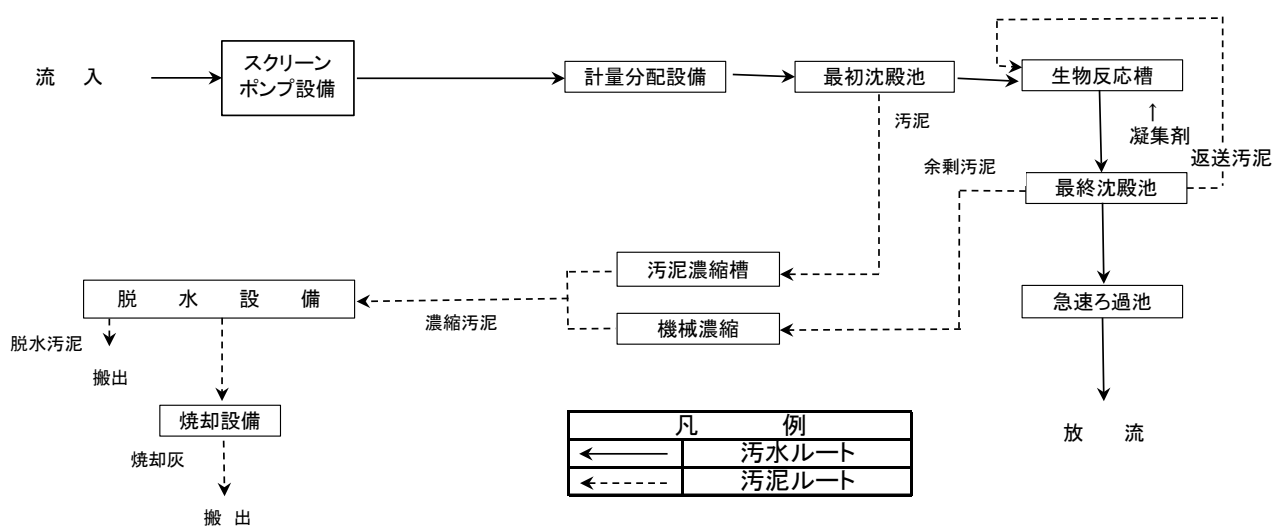 流　入
スクリーン
ポンプ設備
計量分配設備
最初沈殿池
生物反応槽
↑
凝集剤
汚泥
返送汚泥
余剰汚泥
最終沈殿池
汚泥濃縮槽
脱　水　設　備
濃縮汚泥
機械濃縮
急速ろ過池
脱水汚泥
搬出
焼却設備
焼却灰
搬　出
放　流
凡　例
汚水ルート
汚泥ルート